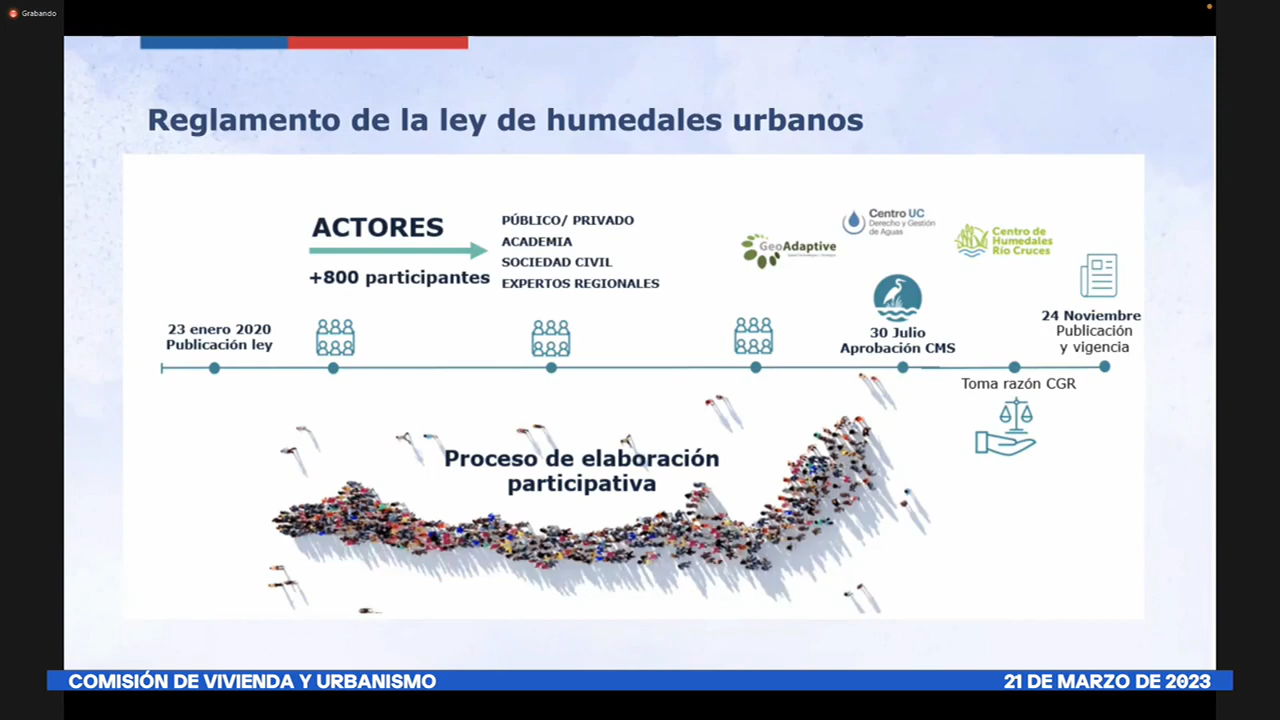 Grabando
Reglamento de la ley de humedales urbanos
ACTORES
+800 participantes
PÚBLICO/ PRIVADO
ACADEMIA
SOCIEDAD CIVIL
EXPERTOS REGIONALES
GeoAdaptive
Centro UC
Derecho y Gestión
de Aguas
Centro de
Humedales
Río Cruces
23 enero 2020
Publicación ley
30 Julio
Aprobación CMS
24 Noviembre
Publicación
y vigencia
Toma razón CGR
Proceso de elaboración
participativa
COMISIÓN DE VIVIENDA Y URBANISMO
21 DE MARZO DE 2023